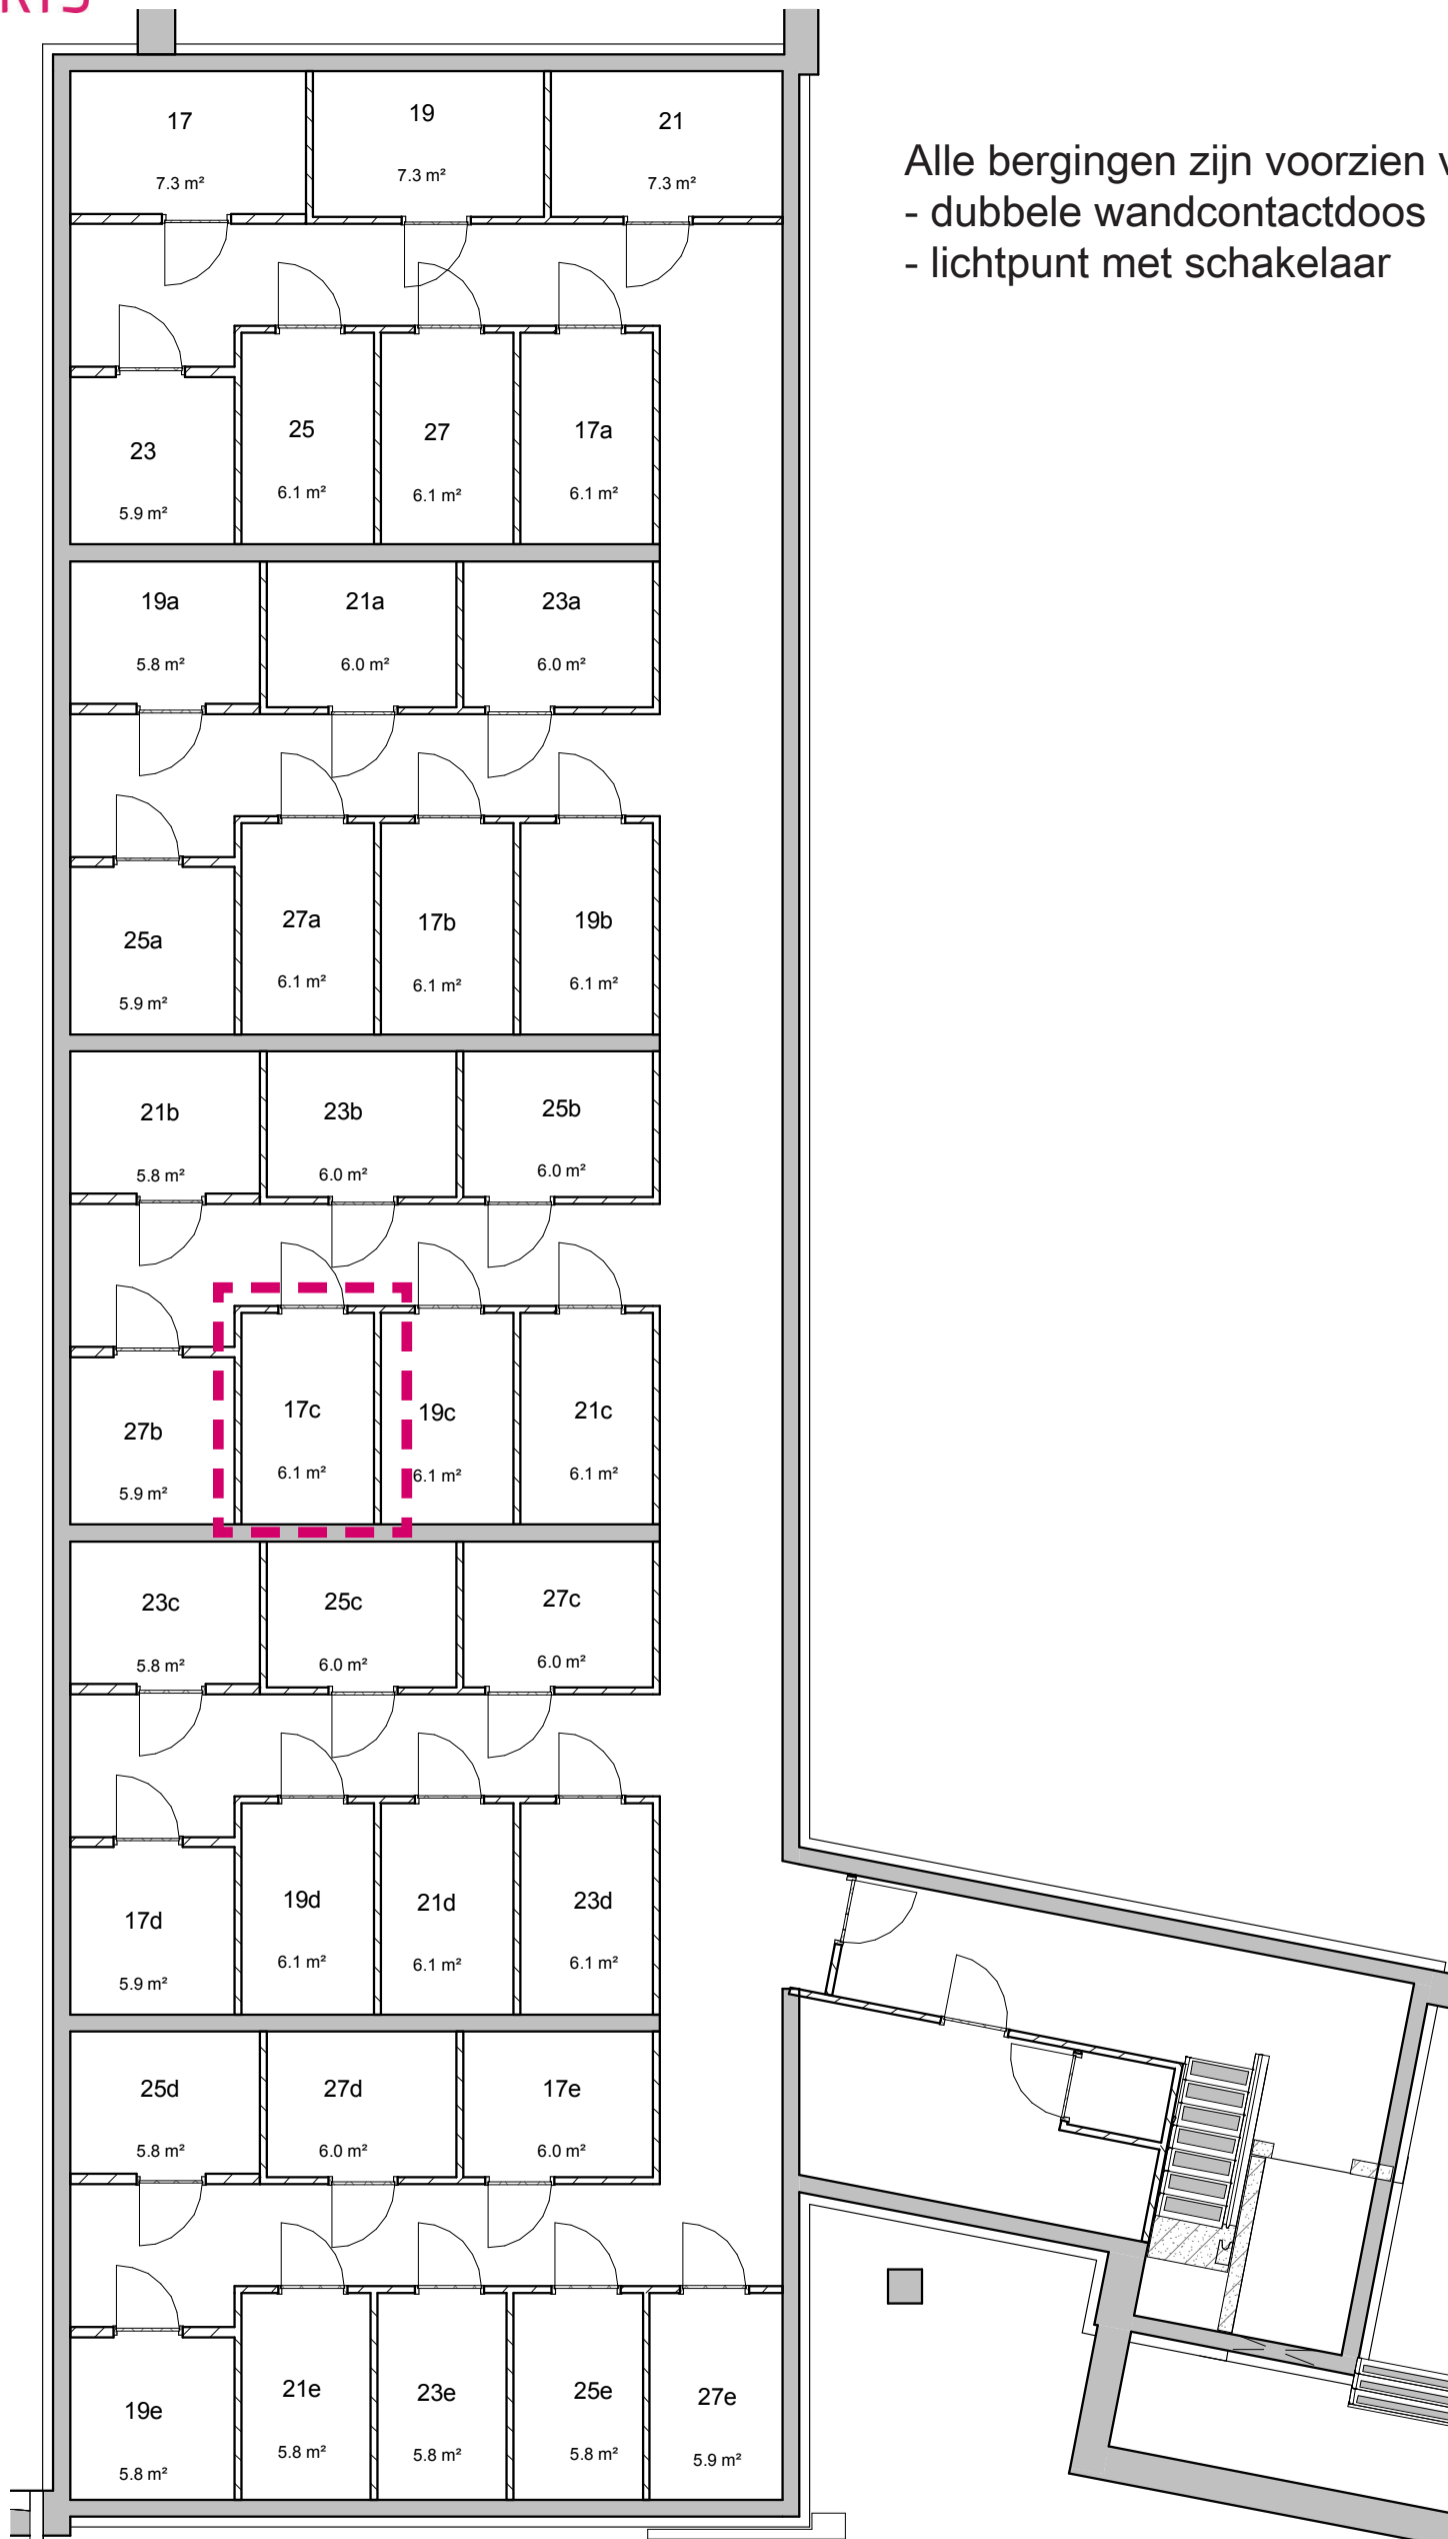 Alle bergingen zijn voorzien
- dubbele wandcontactdoos
- lichtpunt met schakelaar
17 19 21
7.3 m² 7.3 m² 7.3 m²
23 25 27 17a
5.9 m² 6.1 m² 6.1 m² 6.1 m²
19a 21a 23a
5.8 m² 6.0 m² 6.0 m²
25a 27a 17b 19b
5.9 m² 6.1 m² 6.1 m² 6.1 m²
21b 23b 25b
5.8 m² 6.0 m² 6.0 m²
27b 17c 19c 21c
5.9 m² 6.1 m² 6.1 m² 6.1 m²
23c 25c 27c
5.8 m² 6.0 m² 6.0 m²
17d 19d 21d 23d
5.9 m² 6.1 m² 6.1 m² 6.1 m²
25d 27d 17e
5.8 m² 6.0 m² 6.0 m²
19e 21e 23e 25e 27e
5.8 m² 5.8 m² 5.8 m² 5.8 m² 5.9 m²